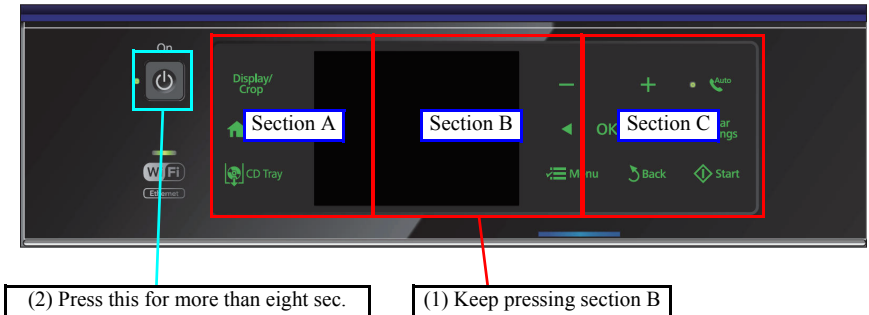 On
Display/
Crop
− + Auto
Section A
Section B
OK
Section C
CD Tray
Menu
Back
Start
WiFi
Ethernet
(2) Press this for more than eight sec.
(1) Keep pressing section B